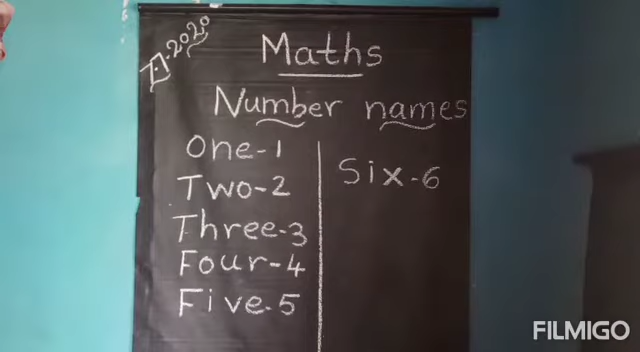 Maths
Number names
One-1
Two-2
Three-3
Four-4
Five-5
Six-6
FILMIGO